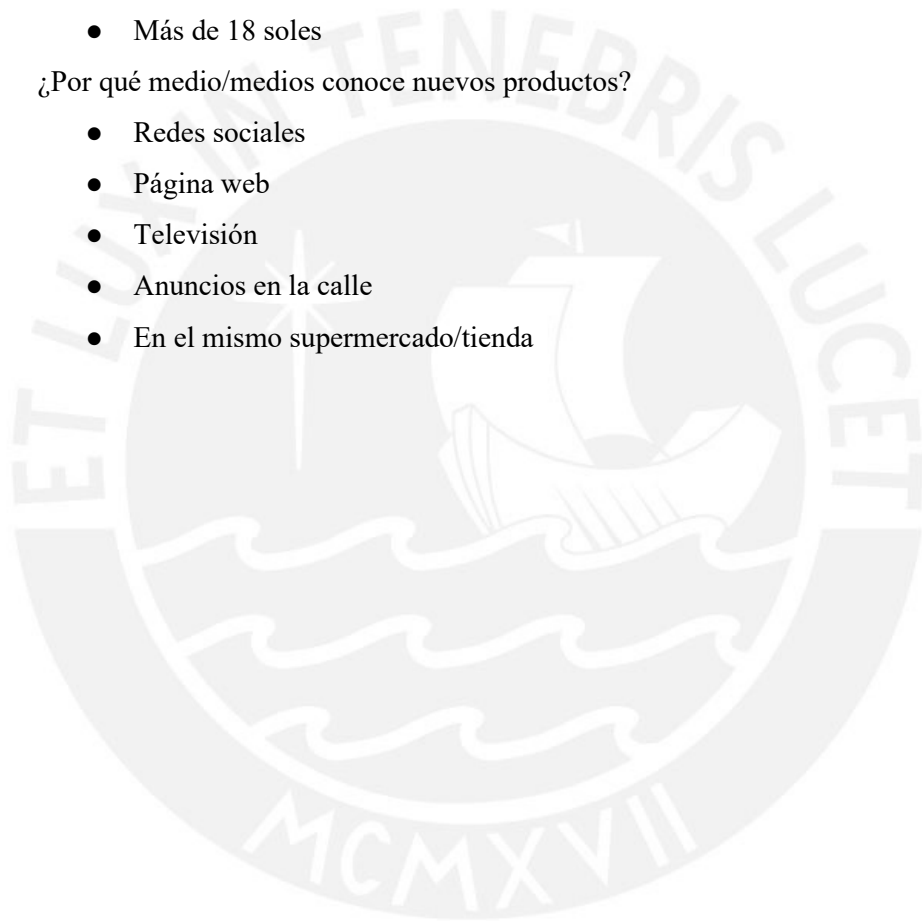 ● Más de 18 soles
¿Por qué medio/medios conoce nuevos productos?
● Redes sociales
● Página web
● Televisión
● Anuncios en la calle
● En el mismo supermercado/tienda
ET LUX IN TENEBRIS LUCET
MCMXVII